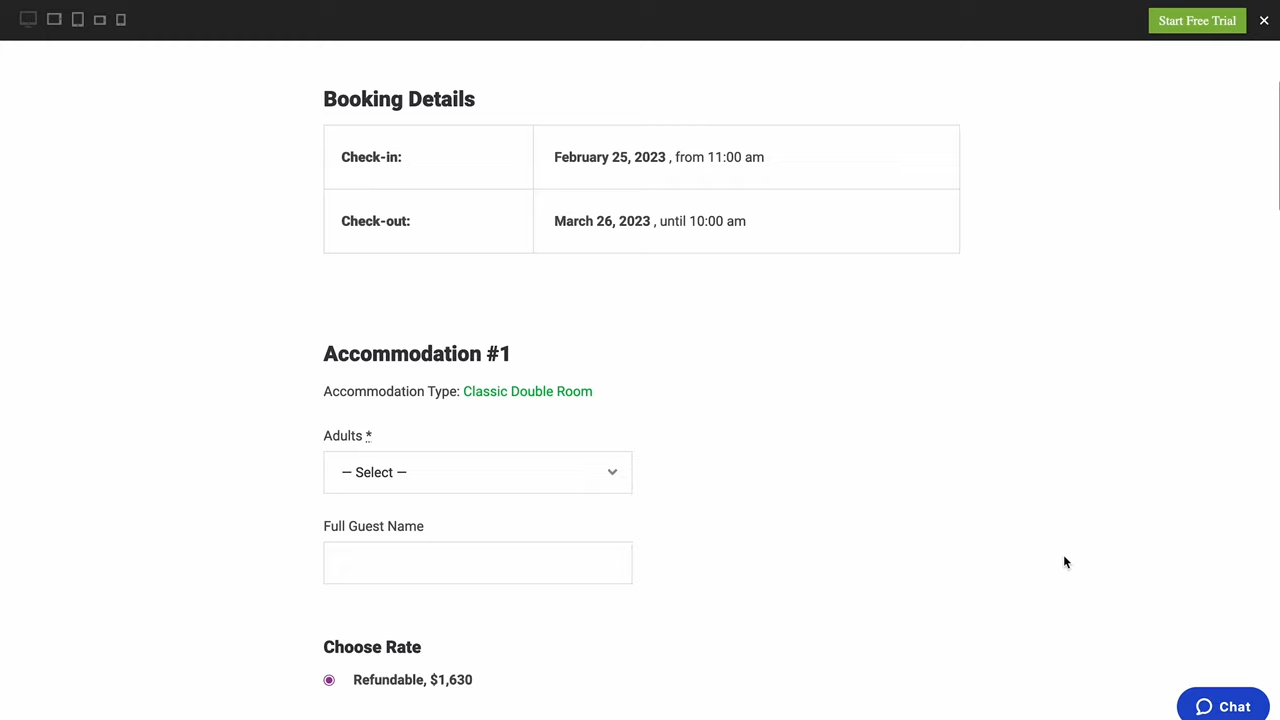 Start Free Trial
Booking Details
Check-in: February 25, 2023 , from 11:00 am
Check-out: March 26, 2023 , until 10:00 am
Accommodation #1
Accommodation Type: Classic Double Room
Adults *
— Select —
Full Guest Name
Choose Rate
Refundable, $1,630
Chat